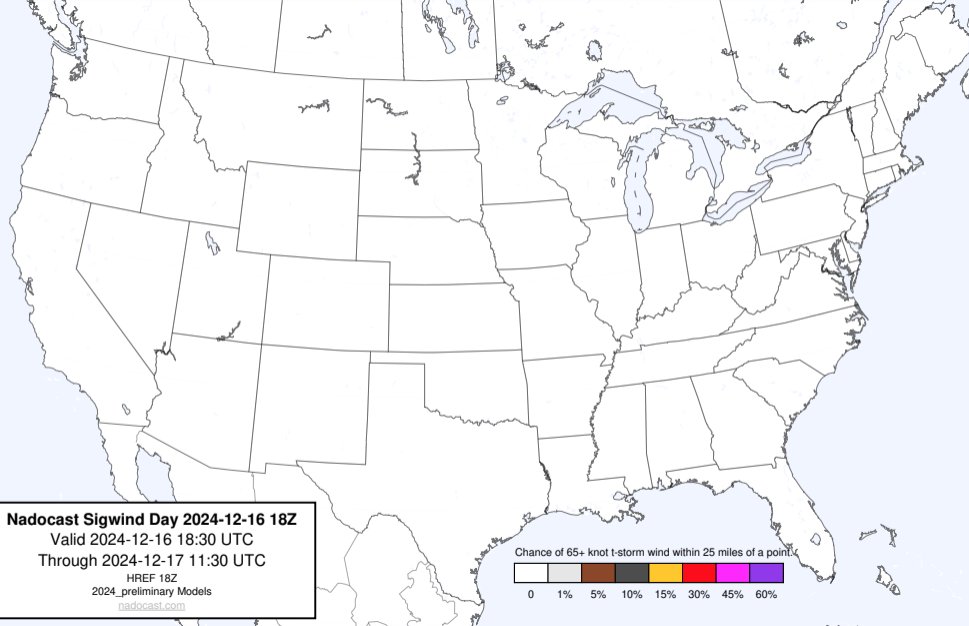 Nadocast Sigwind Day 2024-12-16 18Z
Valid 2024-12-16 18:30 UTC
Through 2024-12-17 11:30 UTC
HREF 18Z
2024_preliminary Models
nadocast.com
Chance of 65+ knot t-storm wind within 25 miles of a point.
0 1% 5% 10% 15% 30% 45% 60%